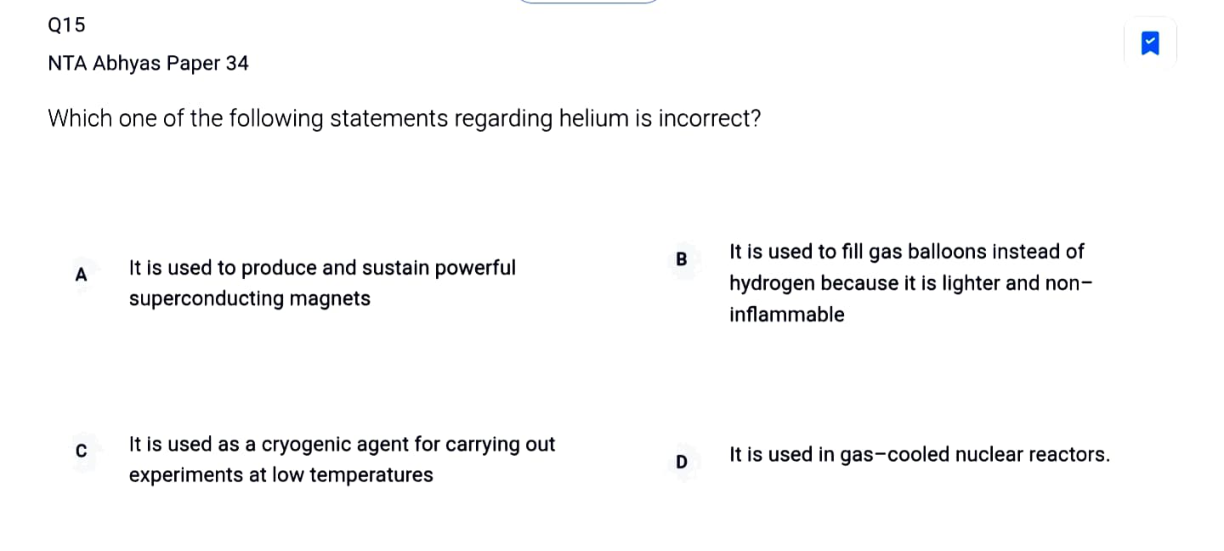 Q15
NTA Abhyas Paper 34
Which one of the following statements regarding helium is incorrect?
A
It is used to produce and sustain powerful
superconducting magnets
B
It is used to fill gas balloons instead of
hydrogen because it is lighter and non-
inflammable
C
It is used as a cryogenic agent for carrying out
experiments at low temperatures
D
It is used in gas-cooled nuclear reactors.